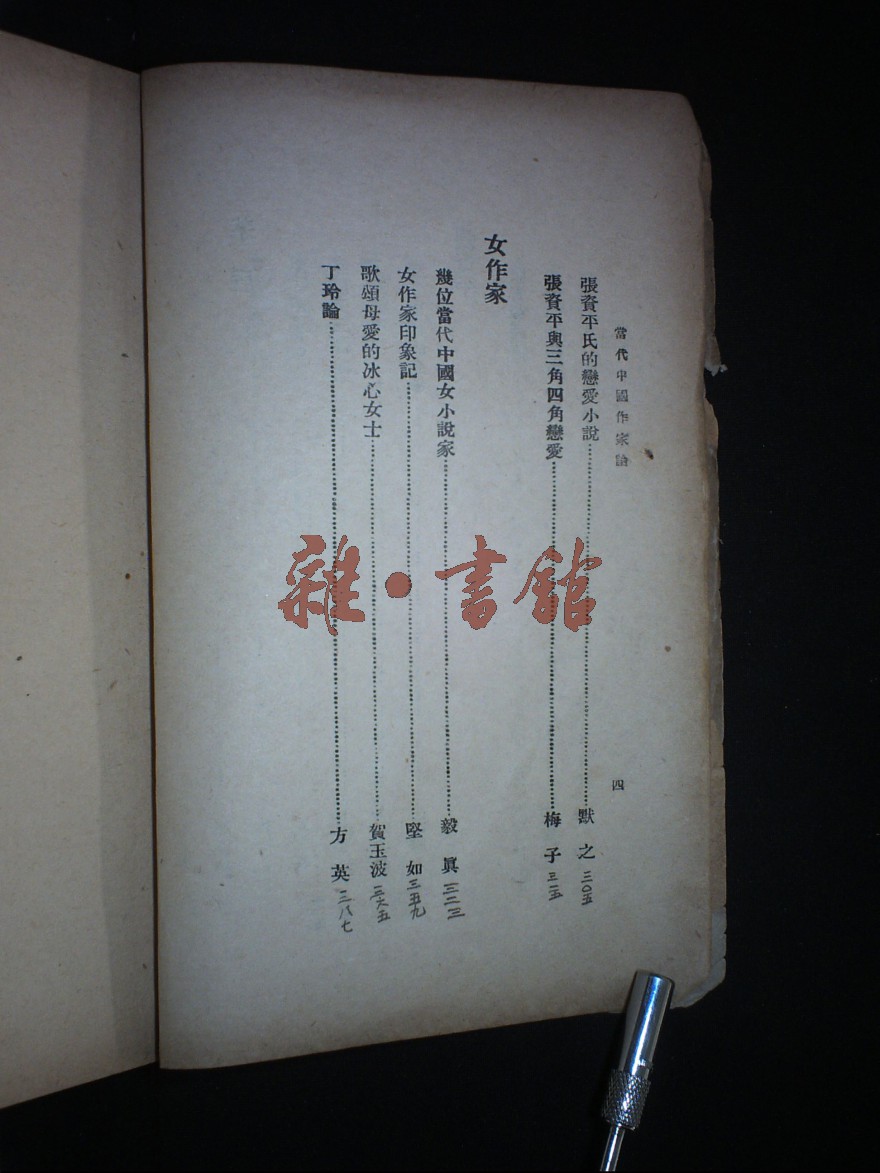 當代中國作家論
四
張資平氏的戀愛小說 默之 三〇五
張資平與三角四角戀愛 梅子 三一五
女作家
幾位當代中國女小說家 毅眞 三二三
女作家印象記 堅如 三五九
歌頌母愛的冰心女士 賀玉波 三六五
丁玲論 方英 三八七
雜·書館